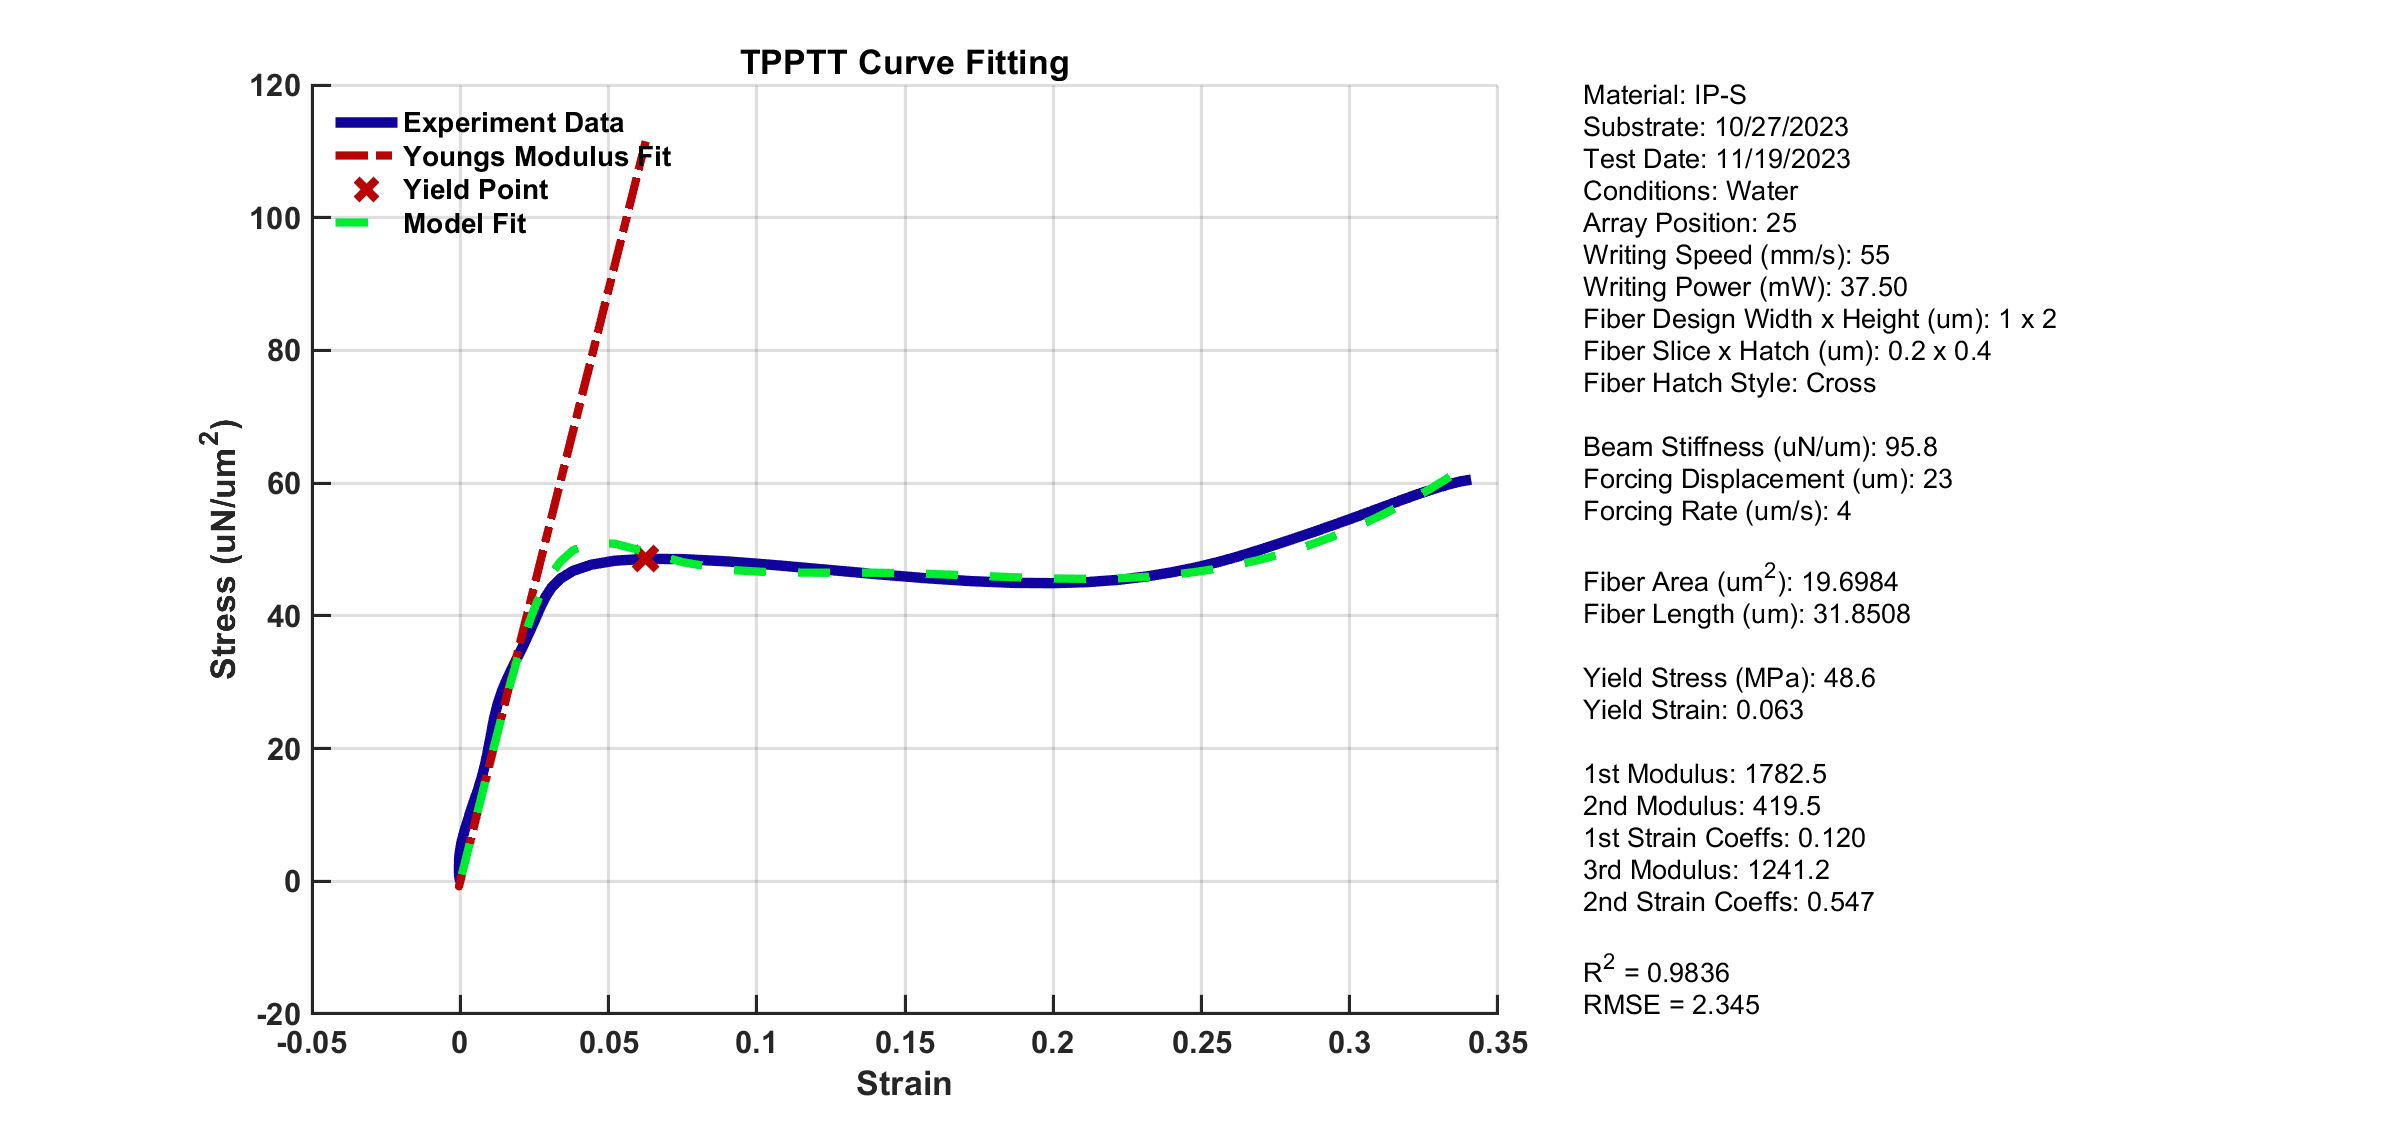 TPPTT Curve Fitting
120
100
80
60
40
20
0
-20
-0.05
0
0.05
0.1
0.15
0.2
0.25
0.3
0.35
Stress (uN/um²)
Strain
Experiment Data
Youngs Modulus Fit
Yield Point
Model Fit
Material: IP-S
Substrate: 10/27/2023
Test Date: 11/19/2023
Conditions: Water
Array Position: 25
Writing Speed (mm/s): 55
Writing Power (mW): 37.50
Fiber Design Width x Height (um): 1 x 2
Fiber Slice x Hatch (um): 0.2 x 0.4
Fiber Hatch Style: Cross
Beam Stiffness (uN/um): 95.8
Forcing Displacement (um): 23
Forcing Rate (um/s): 4
Fiber Area (um²): 19.6984
Fiber Length (um): 31.8508
Yield Stress (MPa): 48.6
Yield Strain: 0.063
1st Modulus: 1782.5
2nd Modulus: 419.5
1st Strain Coeffs: 0.120
3rd Modulus: 1241.2
2nd Strain Coeffs: 0.547
R² = 0.9836
RMSE = 2.345